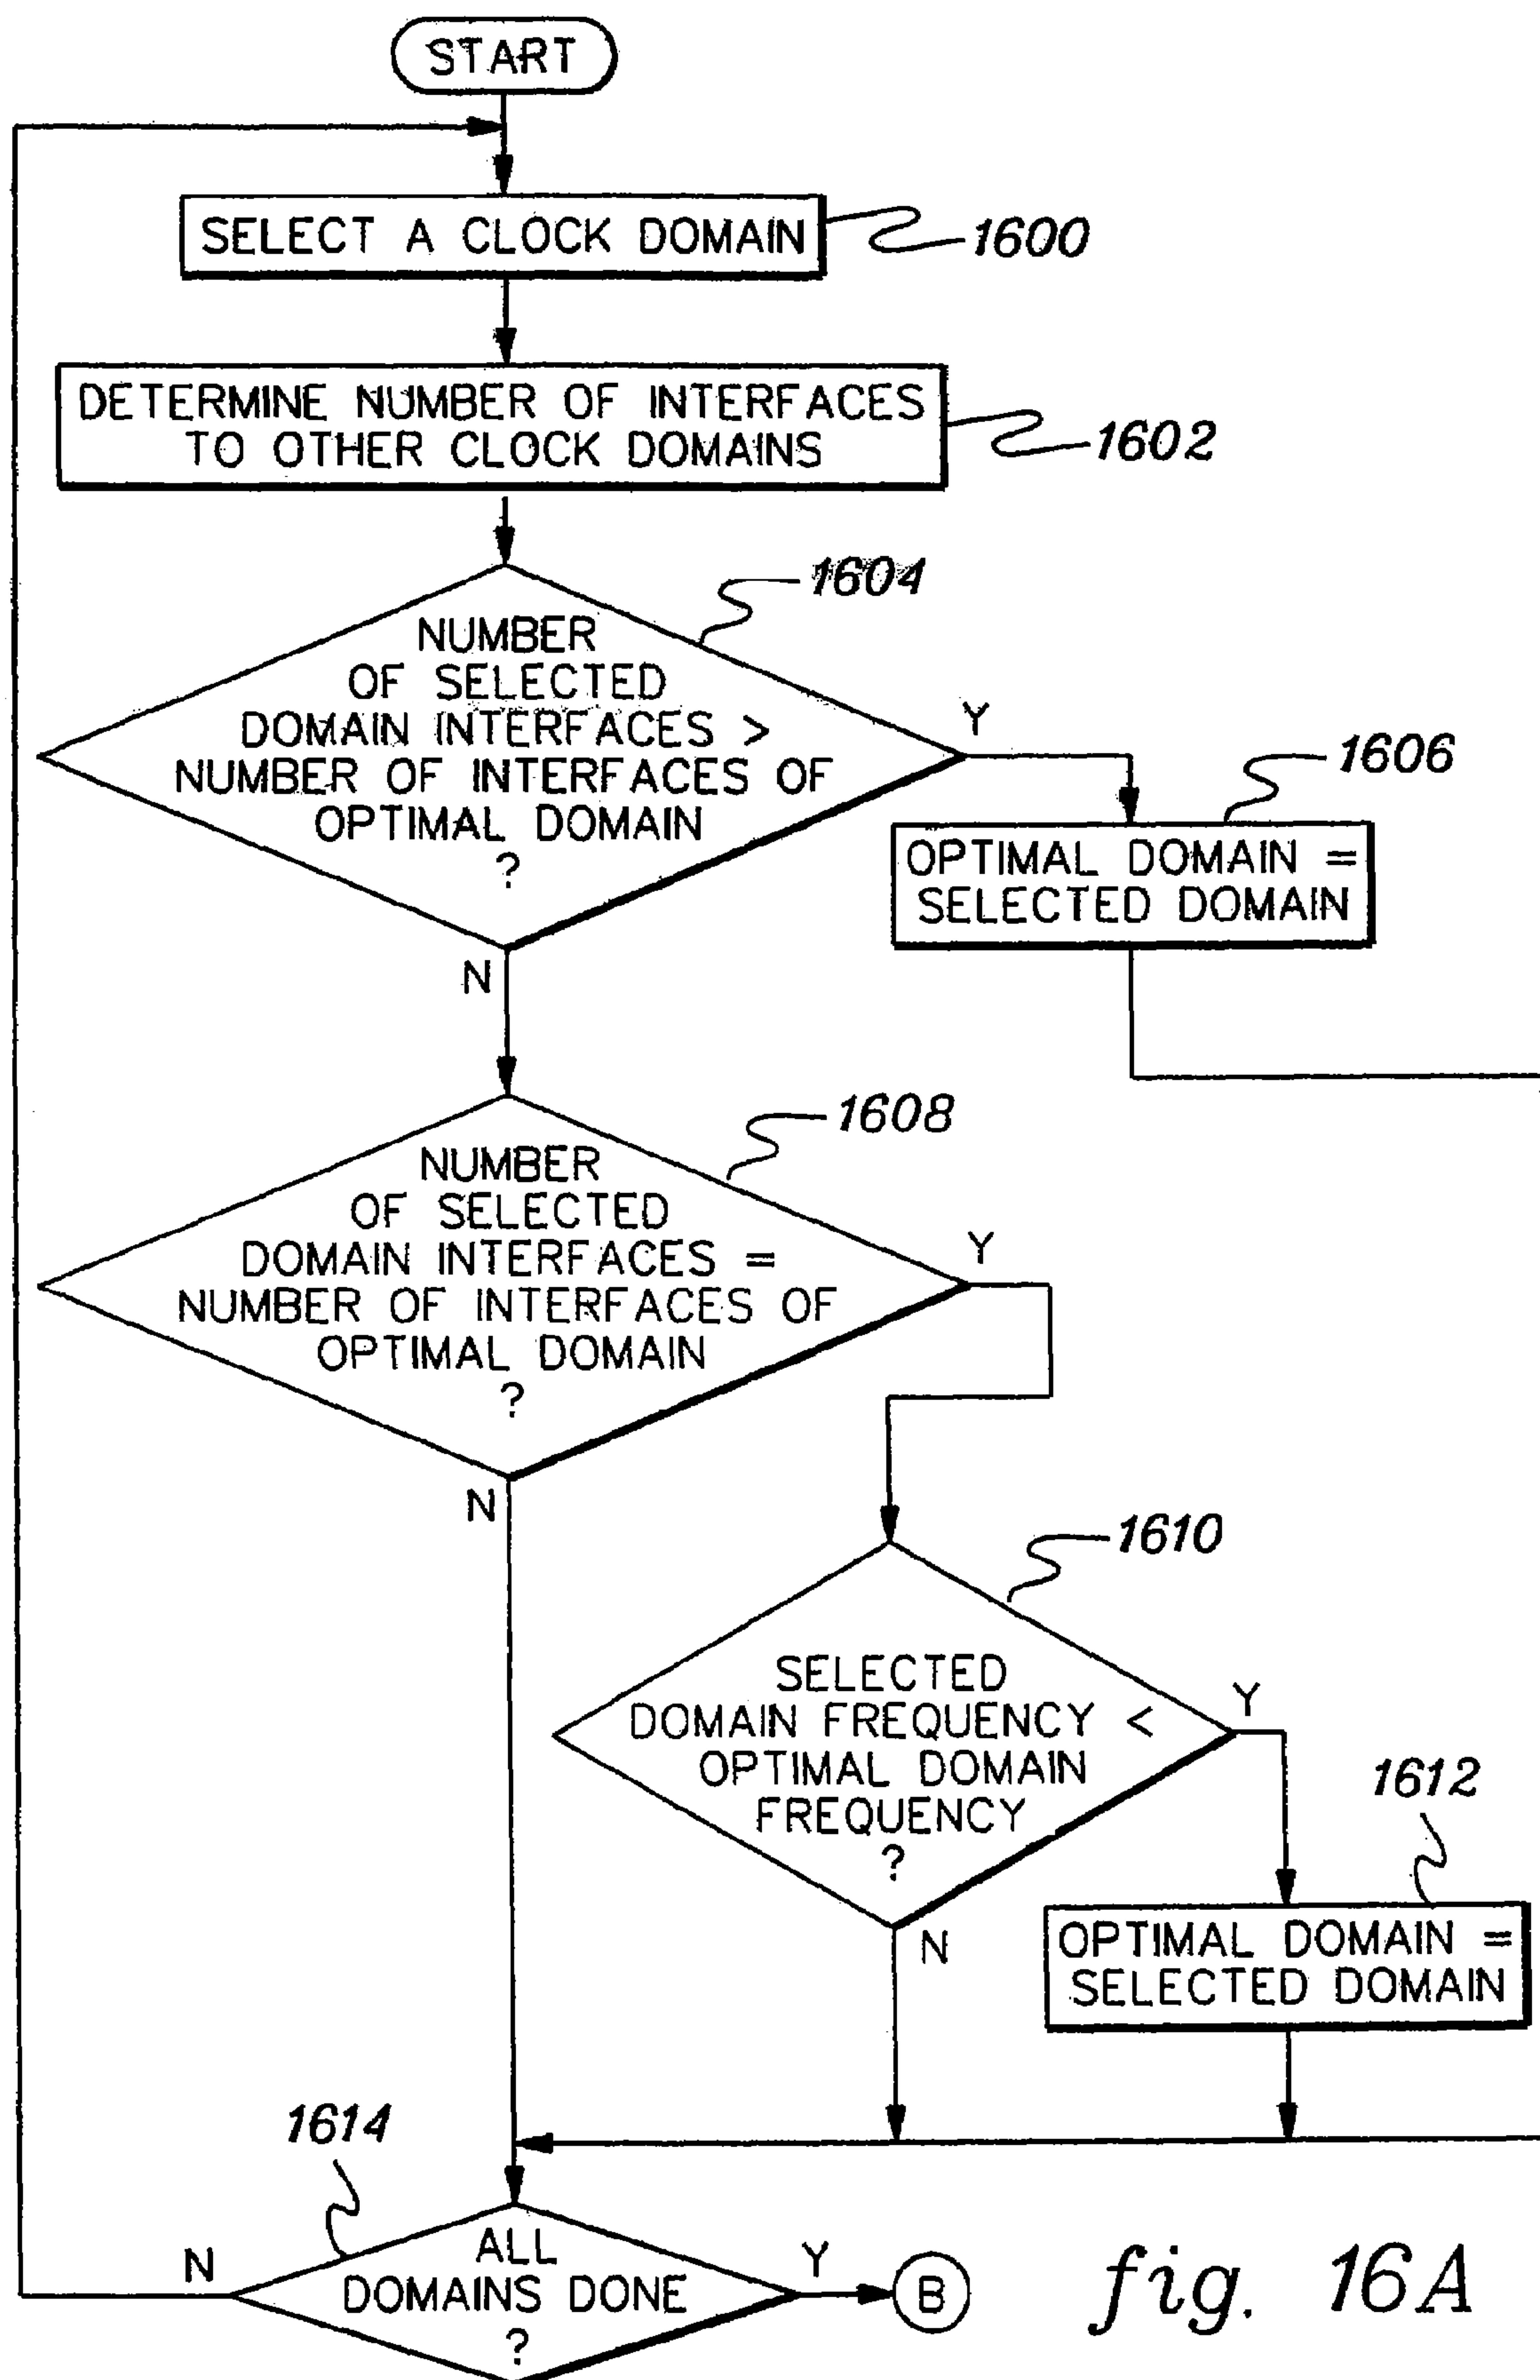 START
SELECT A CLOCK DOMAIN
1600
DETERMINE NUMBER OF INTERFACES
TO OTHER CLOCK DOMAINS
1602
1604
NUMBER
OF SELECTED
DOMAIN INTERFACES >
NUMBER OF INTERFACES OF
OPTIMAL DOMAIN
?
Y
N
1606
OPTIMAL DOMAIN =
SELECTED DOMAIN
1608
NUMBER
OF SELECTED
DOMAIN INTERFACES =
NUMBER OF INTERFACES OF
OPTIMAL DOMAIN
?
Y
N
1610
SELECTED
DOMAIN FREQUENCY <
OPTIMAL DOMAIN
FREQUENCY
?
Y
N
1612
OPTIMAL DOMAIN =
SELECTED DOMAIN
1614
ALL
DOMAINS DONE
?
N
Y
B
fig. 16A